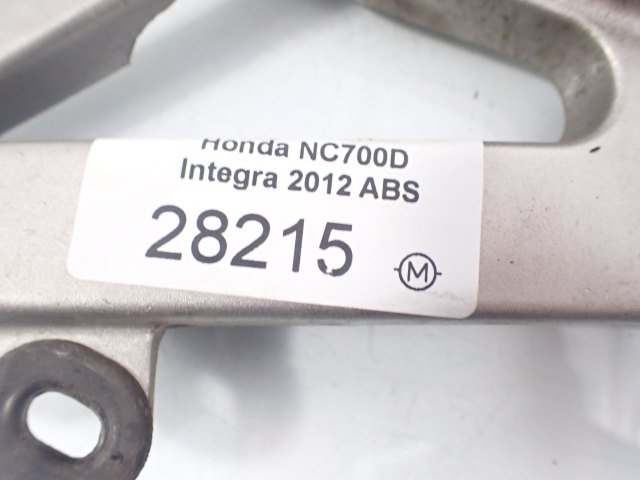 Honda NC700D
Integra 2012 ABS
28215
M